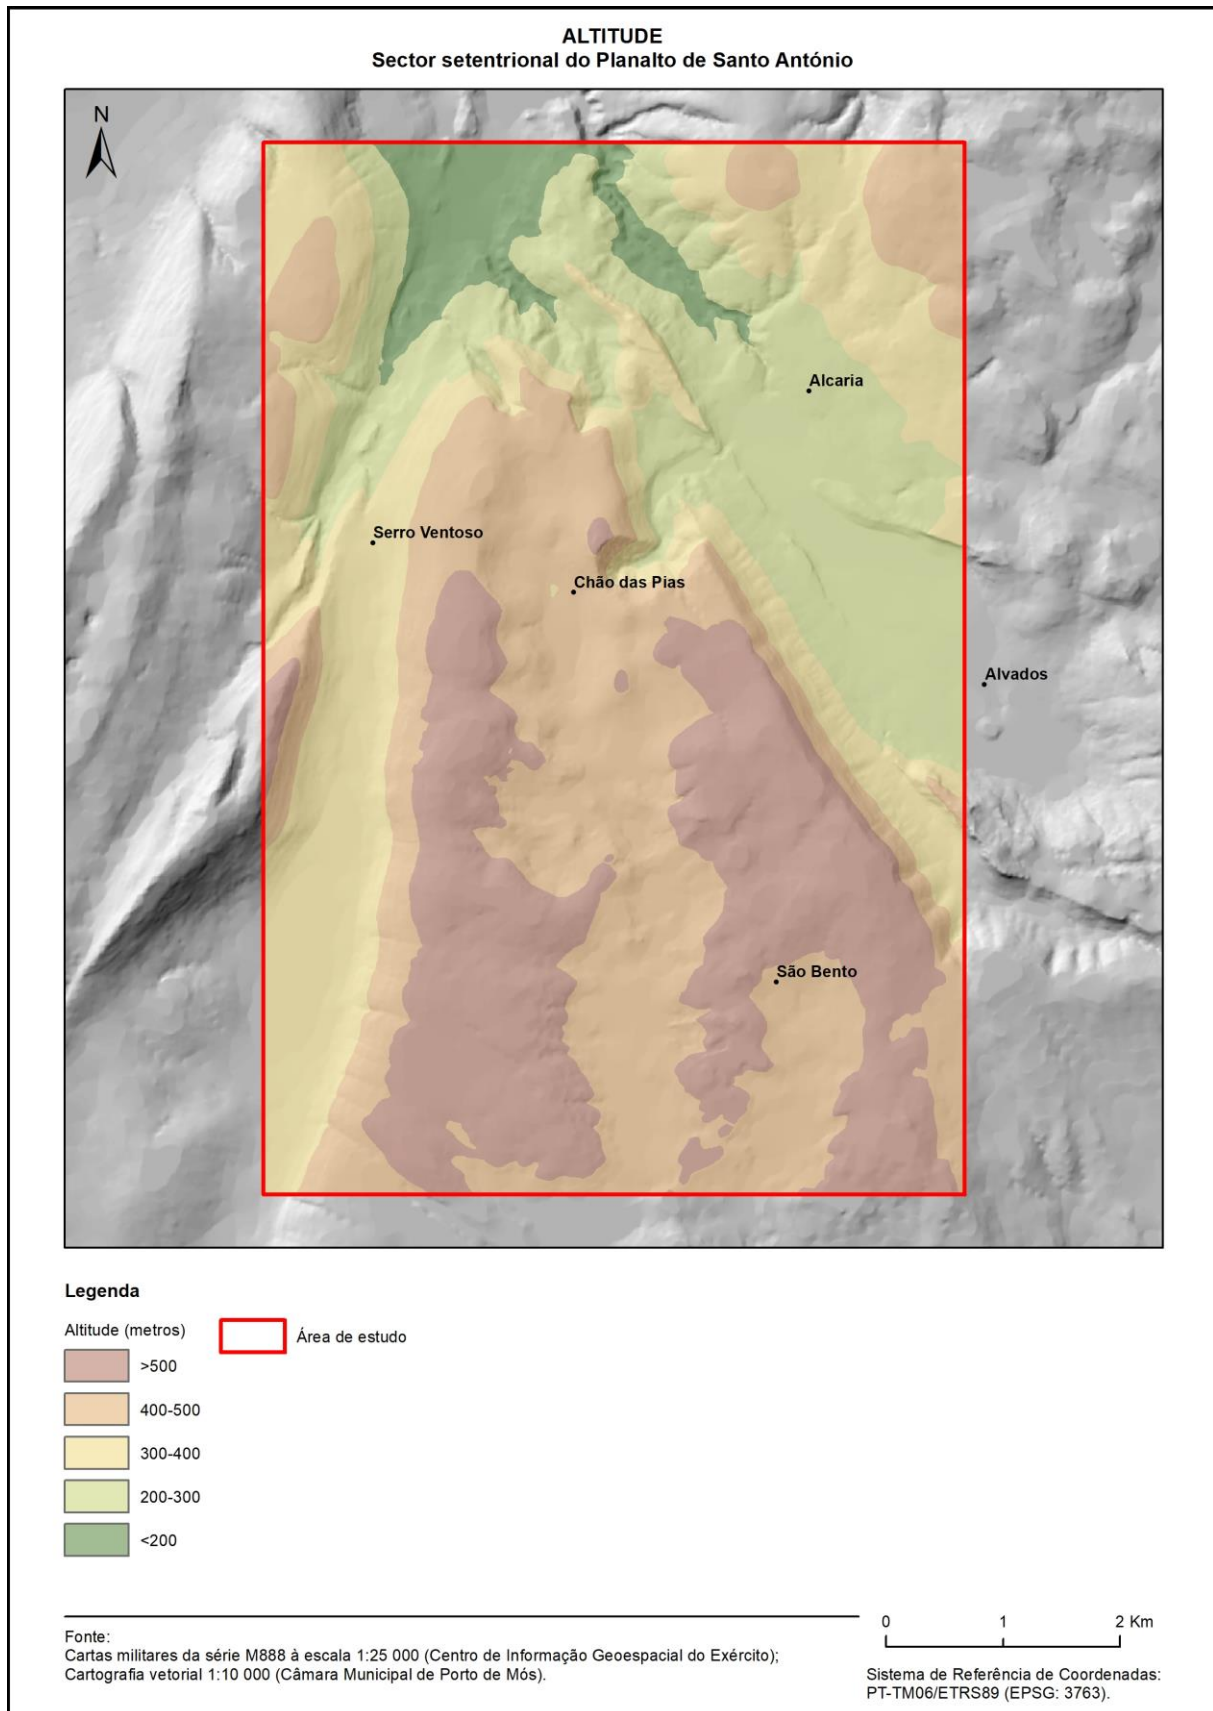 ALTITUDE
Sector setentrional do Planalto de Santo António
N
Alcaria
Serro Ventoso
Chão das Pias
Alvados
São Bento
Legenda
Altitude (metros)
Área de estudo
>500
400-500
300-400
200-300
<200
0 1 2 Km
Fonte:
Cartas militares da série M888 à escala 1:25 000 (Centro de Informação Geoespacial do Exército);
Cartografia vetorial 1:10 000 (Câmara Municipal de Porto de Mós).
Sistema de Referência de Coordenadas:
PT-TM06/ETRS89 (EPSG: 3763).